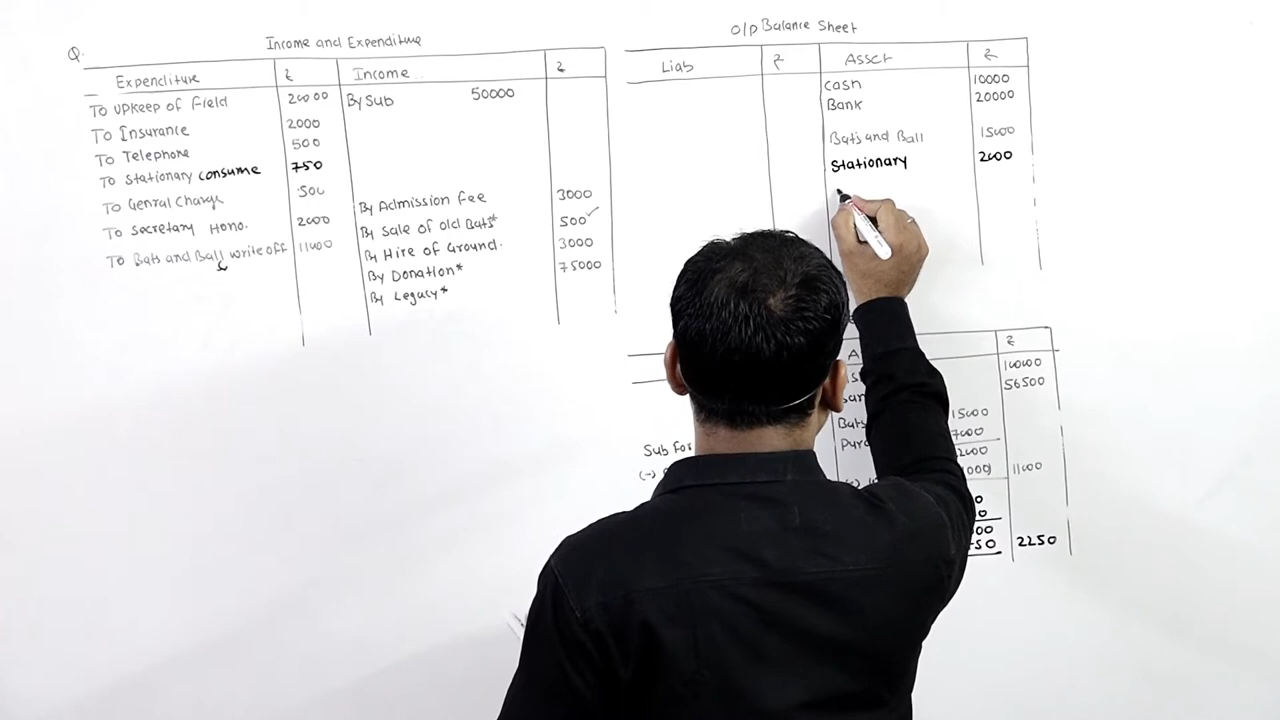 Q.
Income and Expenditure
Expenditure ₹ Income ₹
To Upkeep of Field 20000 By Sub 50000
To Insurance 2000
To Telephone 500
To Stationary consume 750
To Genral Charge 500 By Admission Fee 3000
To Secretary Hono. 2000 By Sale of old Bats* 500 ✓
To Bats and Ball write off 11000 By Hire of Ground. 3000
By Donation* 75000
By Legacy*
O/P Balance Sheet
Liab ₹ Asset ₹
Cash 10000
Bank 20000
Bats and Ball 15000
Stationary 2000
A ₹
10000
56500
Bats 15000
7000
Sub For
(-) 11000
2250